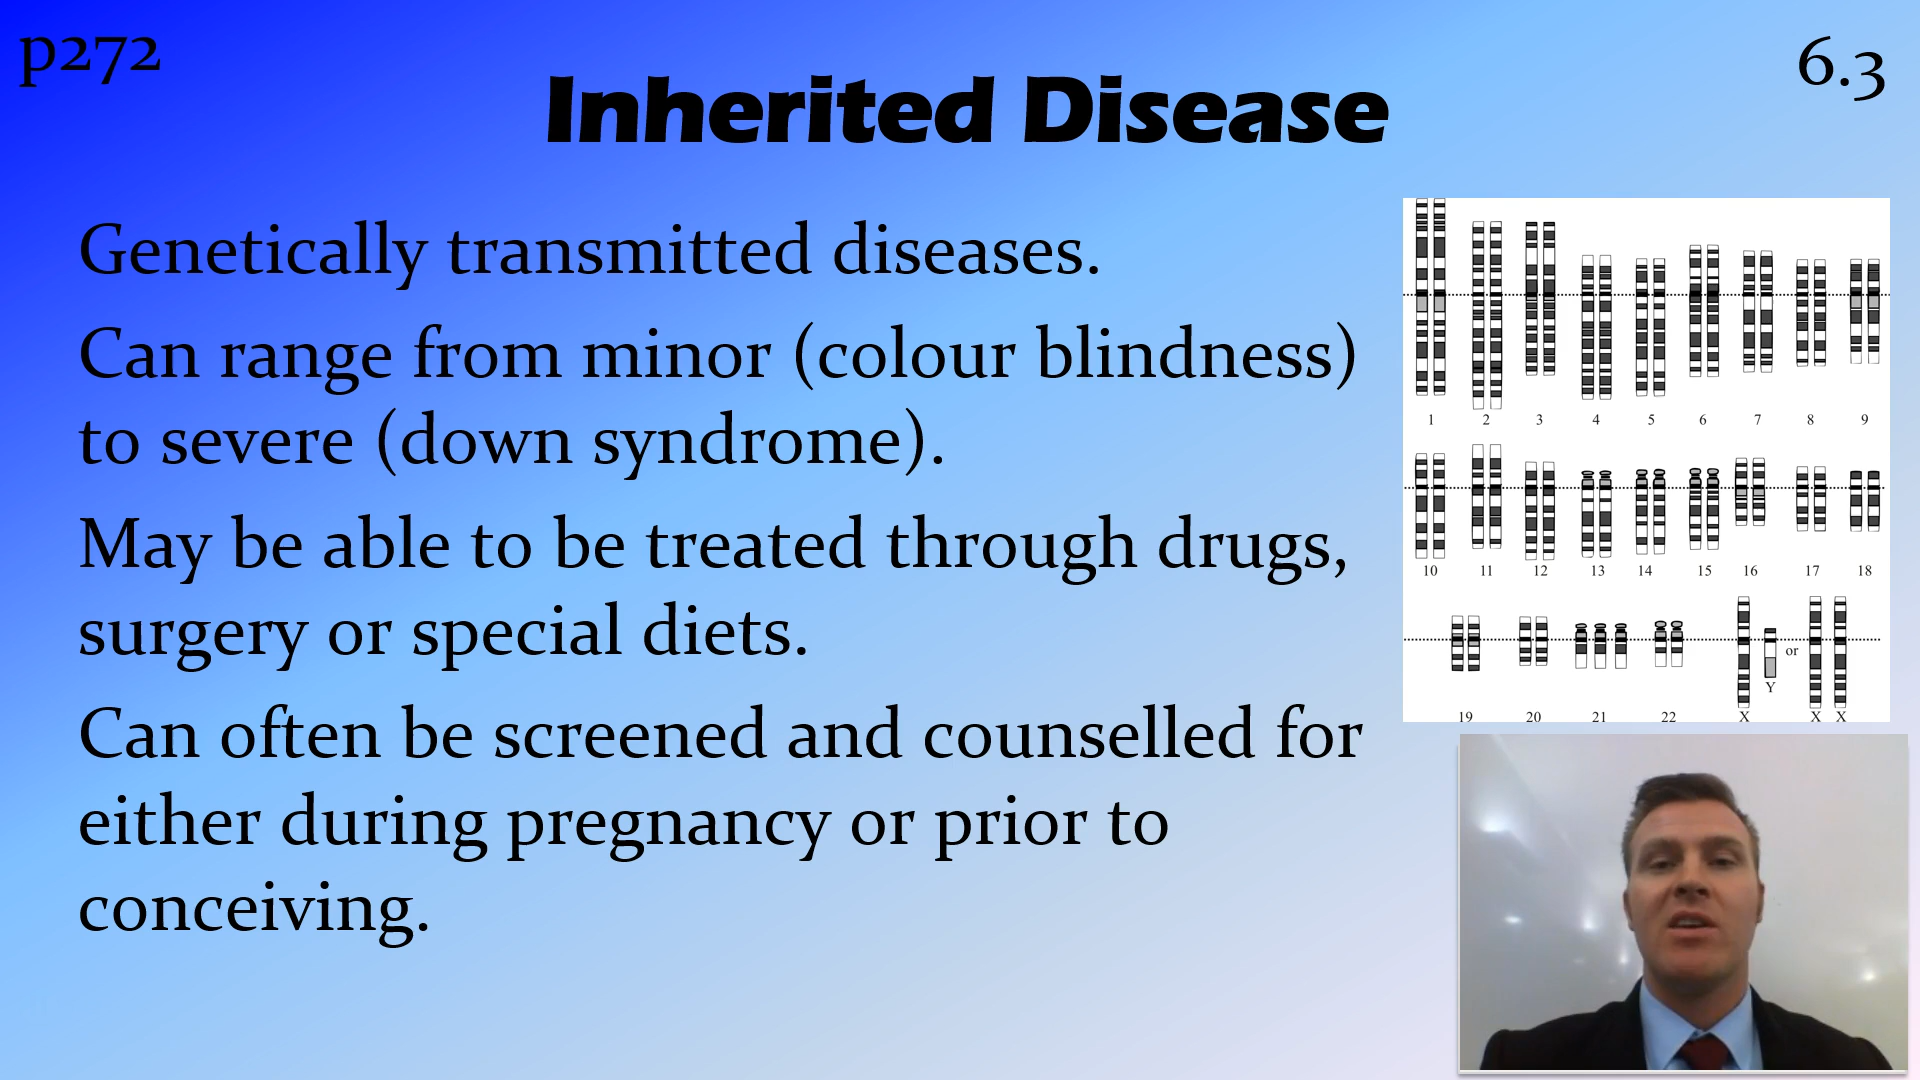 p272
6.3
Inherited Disease
Genetically transmitted diseases.
Can range from minor (colour blindness)
to severe (down syndrome).
May be able to be treated through drugs,
surgery or special diets.
Can often be screened and counselled for
either during pregnancy or prior to
conceiving.
1 2 3 4 5 6 7 8 9
10 11 12 13 14 15 16 17 18
or
Y
19 20 21 22 X X X